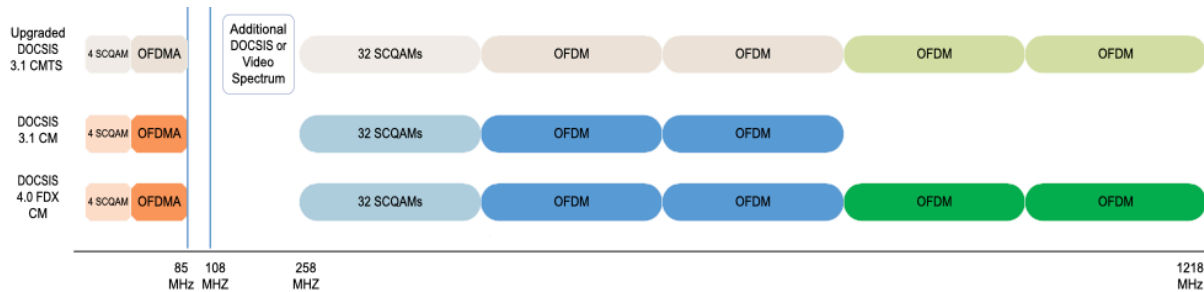 Upgraded
DOCSIS
3.1 CMTS
4 SCQAM
OFDMA
Additional
DOCSIS or
Video
Spectrum
32 SCQAMs
OFDM
OFDM
OFDM
OFDM
DOCSIS
3.1 CM
4 SCQAM
OFDMA
32 SCQAMs
OFDM
OFDM
DOCSIS
4.0 FDX
CM
4 SCQAM
OFDMA
32 SCQAMs
OFDM
OFDM
OFDM
OFDM
85
MHz
108
MHZ
258
MHZ
1218
MHz